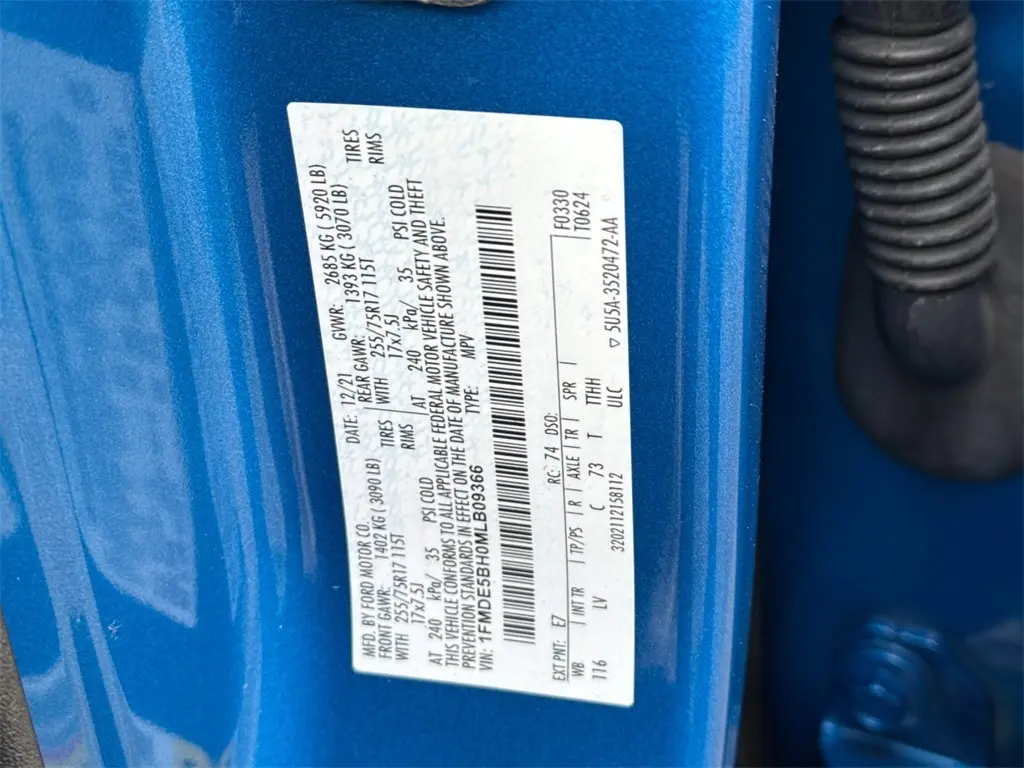 MFD. BY FORD MOTOR CO. DATE: 12/21 GVWR: 2685 KG ( 5920 LB)
FRONT GAWR: 1402 KG ( 3090 LB) REAR GAWR: 1393 KG ( 3070 LB)
WITH 255/75R17 115T TIRES WITH 255/75R17 115T TIRES
17x7.5J RIMS 17x7.5J RIMS
AT 240 kPa/ 35 PSI COLD AT 240 kPa/ 35 PSI COLD
THIS VEHICLE CONFORMS TO ALL APPLICABLE FEDERAL MOTOR VEHICLE SAFETY AND THEFT
PREVENTION STANDARDS IN EFFECT ON THE DATE OF MANUFACTURE SHOWN ABOVE.
VIN: 1FMDE5BH0MLB09366 TYPE: MPV
EXT PNT: E7 RC: 74 DSO: F0330
WB INT TR TP/PS R AXLE TR SPR T0624
116 LV C 73 T THH
32021121581 12 ULC
▽ 5U5A-3520472-AA